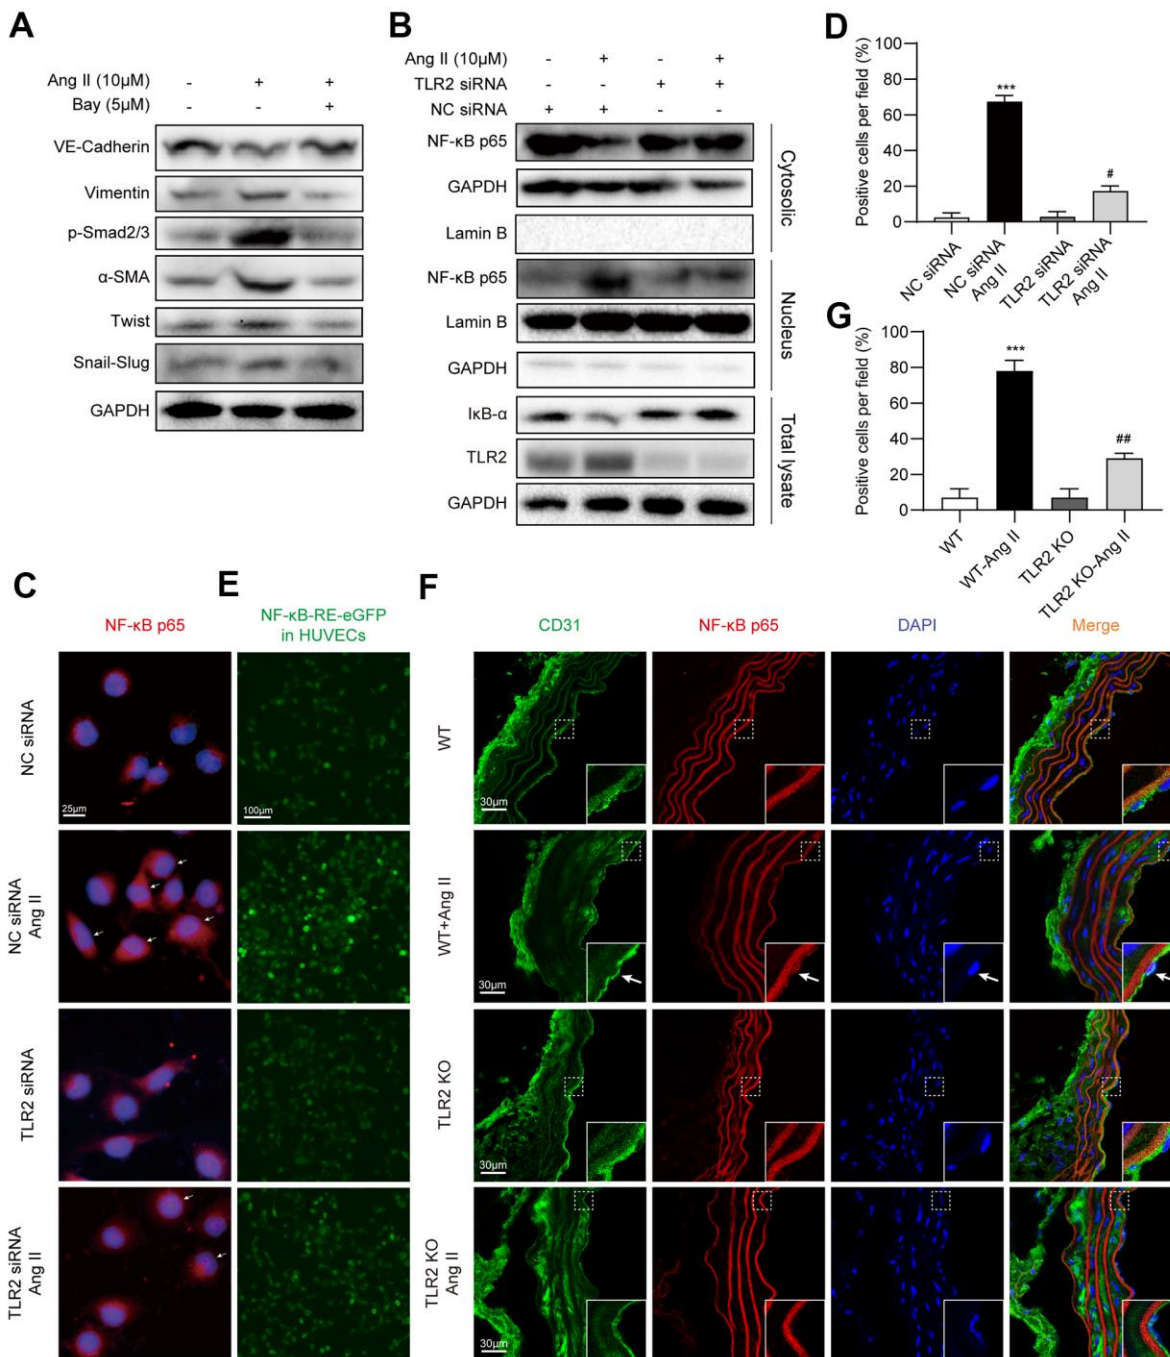 A
Ang II (10μM) - + +
Bay (5μM) - - +
VE-Cadherin
Vimentin
p-Smad2/3
α-SMA
Twist
Snail-Slug
GAPDH
B
Ang II (10μM) - + - +
TLR2 siRNA - - + +
NC siRNA + + - -
NF-κB p65
GAPDH
Lamin B
Cytosolic
NF-κB p65
Lamin B
GAPDH
Nucleus
IκB-α
TLR2
GAPDH
Total lysate
D
Positive cells per field (%)
100
80
60
40
20
0
***
#
NC siRNA
NC siRNA
Ang II
TLR2 siRNA
TLR2 siRNA
Ang II
G
Positive cells per field (%)
100
80
60
40
20
0
***
##
WT
WT-Ang II
TLR2 KO
TLR2 KO-Ang II
C
NF-κB p65
NC siRNA
25μm
NC siRNA
Ang II
TLR2 siRNA
TLR2 siRNA
Ang II
E
NF-κB-RE-eGFP
in HUVECs
100μm
F
CD31 NF-κB p65 DAPI Merge
WT
30μm
WT+Ang II
30μm
TLR2 KO
30μm
TLR2 KO
Ang II
30μm